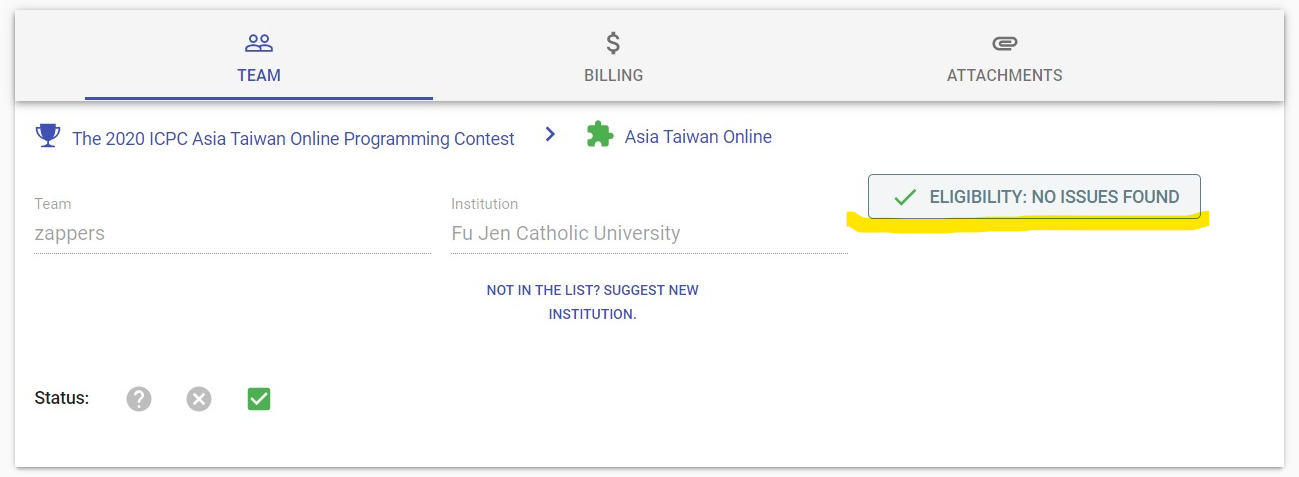 TEAM
BILLING
ATTACHMENTS
The 2020 ICPC Asia Taiwan Online Programming Contest
Asia Taiwan Online
ELIGIBILITY: NO ISSUES FOUND
Team
Institution
zappers
Fu Jen Catholic University
NOT IN THE LIST? SUGGEST NEW
INSTITUTION.
Status: